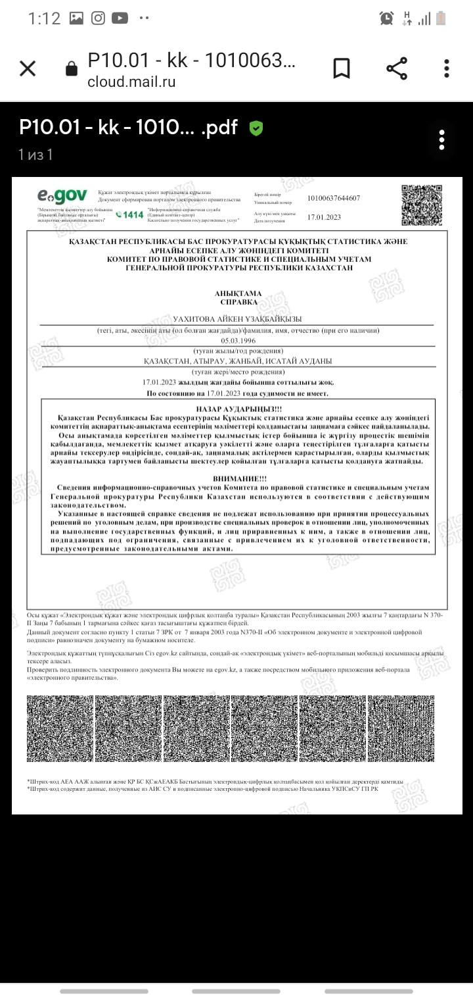 1:12
P10.01 - kk - 1010063...
cloud.mail.ru
P10.01 - kk - 1010... .pdf
1 из 1
e.gov
Құжат электрондық үкімет порталымен құрылған
Документ сформирован порталом электронного правительства
"Мемлекеттік қызметтер алу бойынша
(Бірыңғай байланыс орталығы)
ақпараттық-анықтамалық қызметі"
1414
"Информационно-справочная служба
(Единый контакт-центр)
Касательно получения государственных услуг"
Бірегей нөмір
Уникальный номер
10100637644607
Алу күні мен уақыты
Дата получения
17.01.2023
ҚАЗАҚСТАН РЕСПУБЛИКАСЫ БАС ПРОКУРАТУРАСЫ ҚҰҚЫҚТЫҚ СТАТИСТИКА ЖӘНЕ
АРНАЙЫ ЕСЕПКЕ АЛУ ЖӨНІНДЕГІ КОМИТЕТІ
КОМИТЕТ ПО ПРАВОВОЙ СТАТИСТИКЕ И СПЕЦИАЛЬНЫМ УЧЕТАМ
ГЕНЕРАЛЬНОЙ ПРОКУРАТУРЫ РЕСПУБЛИКИ КАЗАХСТАН
АНЫҚТАМА
СПРАВКА
УАХИТОВА АЙКЕН ҰЗАҚБАЙҚЫЗЫ
(тегі, аты, әкесінің аты (ол болған жағдайда)/фамилия, имя, отчество (при его наличии)
05.03.1996
(туған жылы/год рождения)
ҚАЗАҚСТАН, АТЫРАУ, ЖАНБАЙ, ИСАТАЙ АУДАНЫ
(туған жері/место рождения)
17.01.2023 жылдың жағдайы бойынша соттылығы жоқ.
По состоянию на 17.01.2023 года судимости не имеет.
НАЗАР АУДАРЫҢЫЗ!!!
Қазақстан Республикасы Бас прокуратурасы Құқықтық статистика және арнайы есепке алу жөніндегі
комитеттің ақпараттық-анықтама есептерінің мәліметтері қолданыстағы заңнамаға сәйкес пайдаланылады.
Осы анықтамада көрсетілген мәліметтер қылмыстық істер бойынша іс жүргізу процестік шешімін
қабылдағанда, мемлекеттік қызмет атқаруға уәкілетті және оларға теңестірілген тұлғаларға қатысты
арнайы тексерулер өндірісінде, сондай-ақ, заңнамалық актілермен қарастырылған, оларды қылмыстық
жауаптылыққа тартумен байланысты шектеулер қойылған тұлғаларға қатысты қолдануға жатпайды.
ВНИМАНИЕ!!!
Сведения информационно-справочных учетов Комитета по правовой статистике и специальным учетам
Генеральной прокуратуры Республики Казахстан используются в соответствии с действующим
законодательством.
Указанные в настоящей справке сведения не подлежат использованию при принятии процессуальных
решений по уголовным делам, при производстве специальных проверок в отношении лиц, уполномоченных
на выполнение государственных функций, и лиц приравненных к ним, а также в отношении лиц,
подпадающих под ограничения, связанные с привлечением их к уголовной ответственности,
предусмотренные законодательными актами.
Осы құжат «Электрондық құжат және электрондық цифрлық қолтаңба туралы» Қазақстан Республикасының 2003 жылғы 7 қаңтардағы N 370-
II Заңы 7 бабының 1 тармағына сәйкес қағаз тасығыштағы құжатпен бірдей.
Данный документ согласно пункту 1 статьи 7 ЗРК от 7 января 2003 года N370-II «Об электронном документе и электронной цифровой
подписи» равнозначен документу на бумажном носителе.
Электрондық құжаттың түпнұсқалығын Сіз egov.kz сайтында, сондай-ақ «электрондық үкімет» веб-порталының мобильді қосымшасы арқылы
тексере аласыз.
Проверить подлинность электронного документа Вы можете на egov.kz, а также посредством мобильного приложения веб-портала
«электронного правительства».
*Штрих-код АЕА ААЖ алынған және ҚР БС ҚСжАЕАКБ Бастығының электрондық-цифрлық қолтаңбасымен қол қойылған деректерді қамтиды
*Штрих-код содержит данные, полученные из АИС СУ и подписанные электронно-цифровой подписью Начальника УКПСиСУ ГП РК